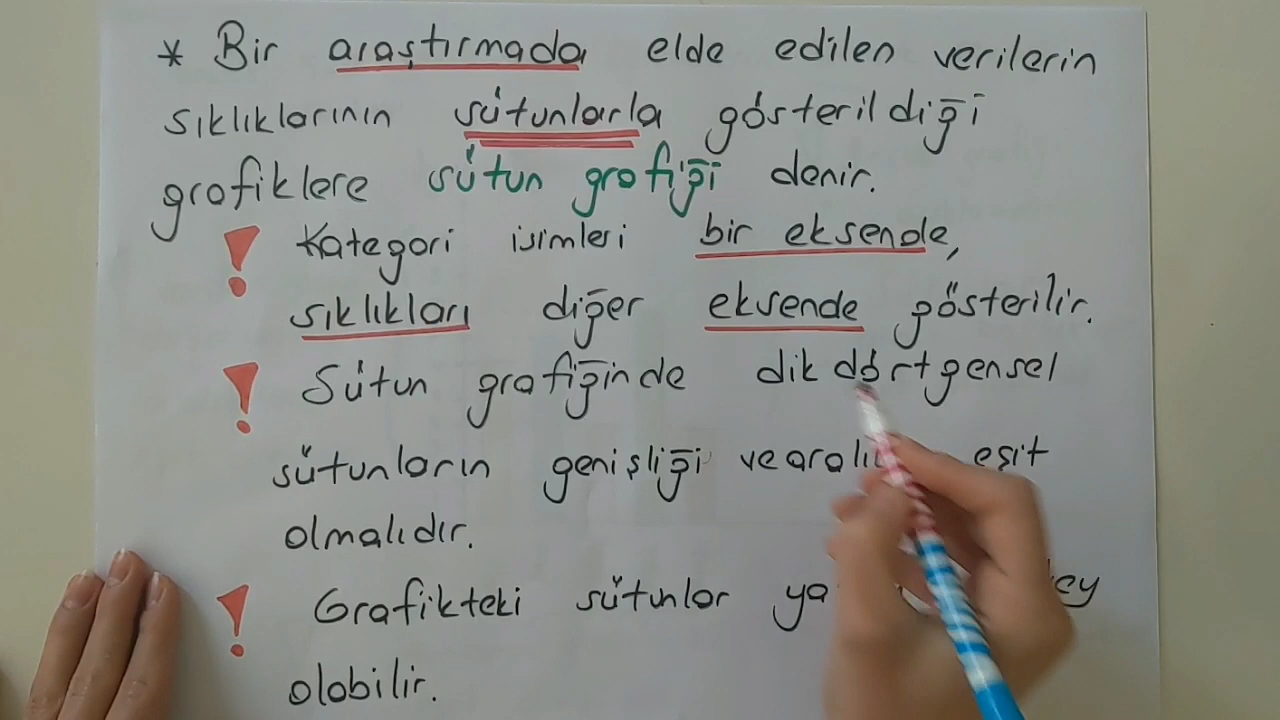 * Bir araştırmada elde edilen verilerin
sıklıklarının sütunlarla gösterildiği
grafiklere sütun grafiği denir.
! Kategori isimleri bir eksende,
sıklıkları diğer eksende gösterilir.
! Sütun grafiğinde dikdörtgensel
sütunların genişliği ve eşit
olmalıdır.
! Grafikteki sütunlar
olabilir.